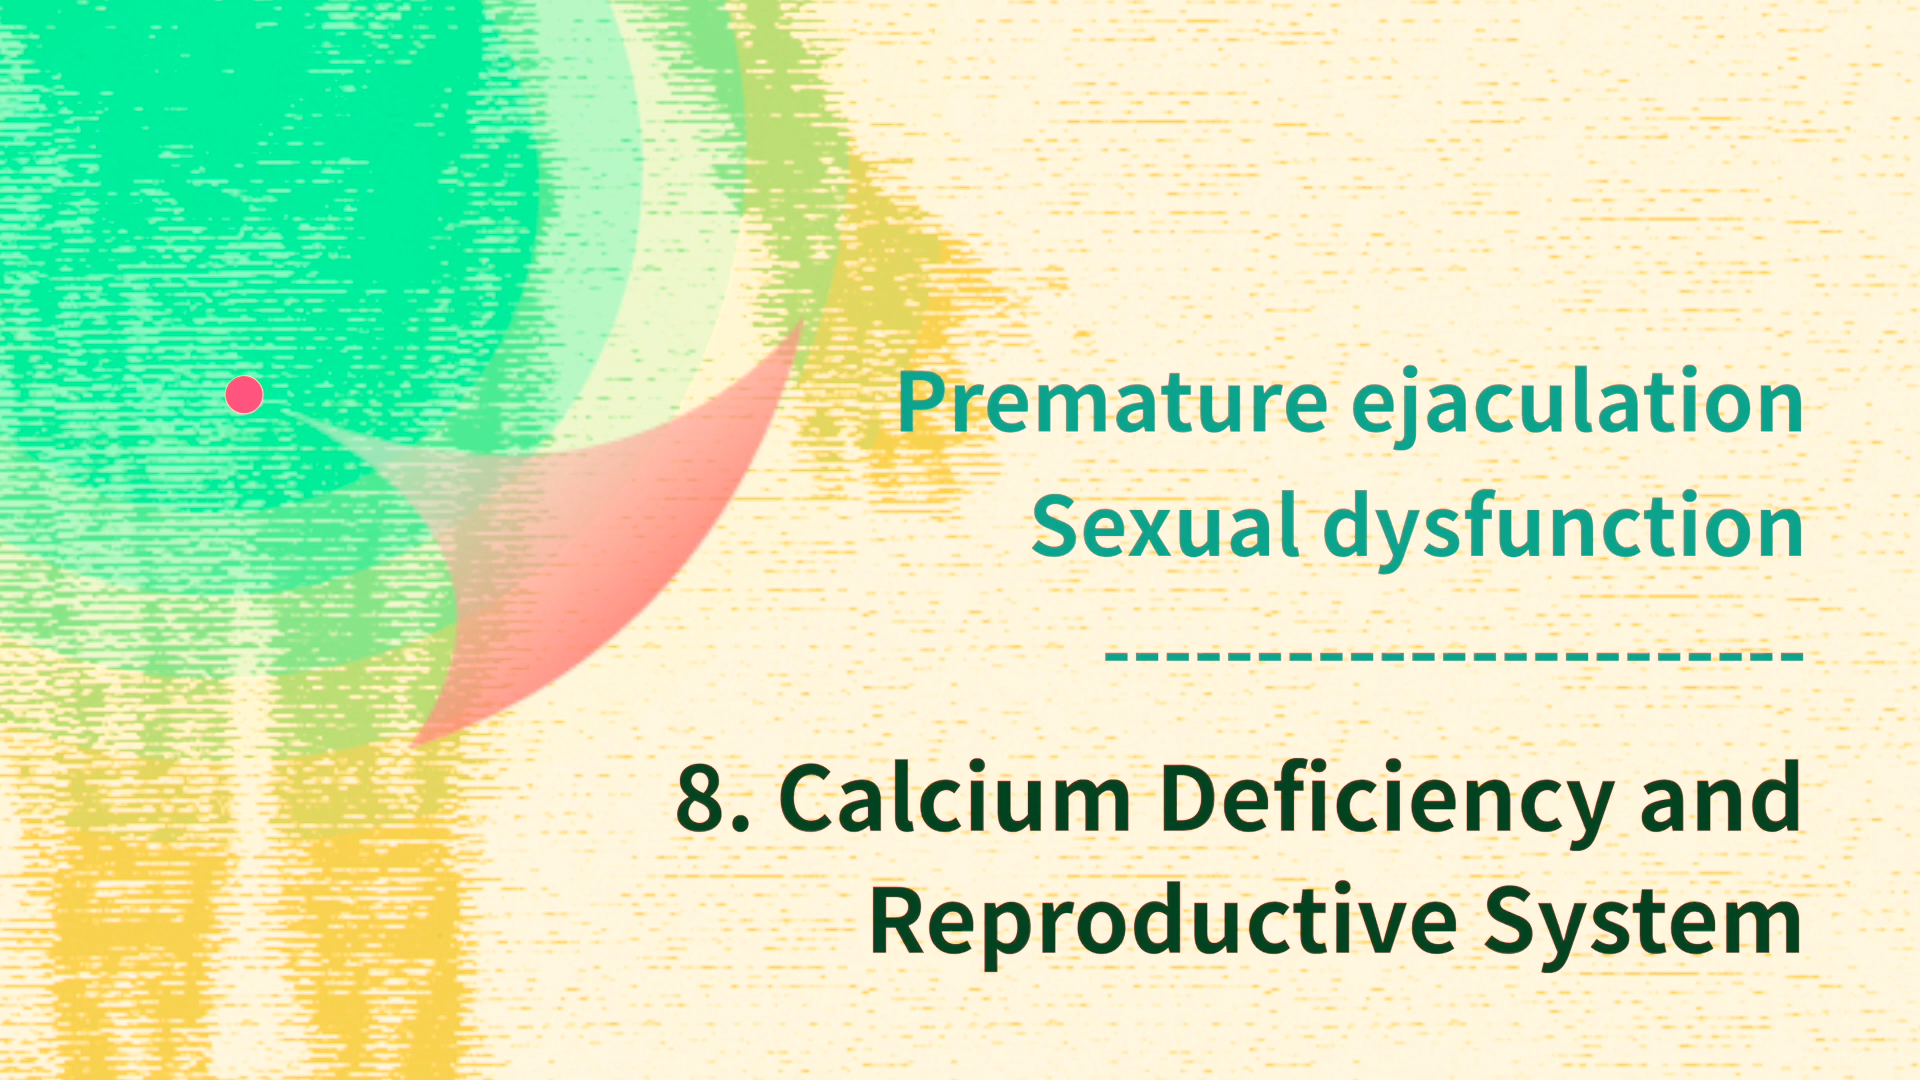 Premature ejaculation
Sexual dysfunction
-----------------------
8. Calcium Deficiency and
Reproductive System